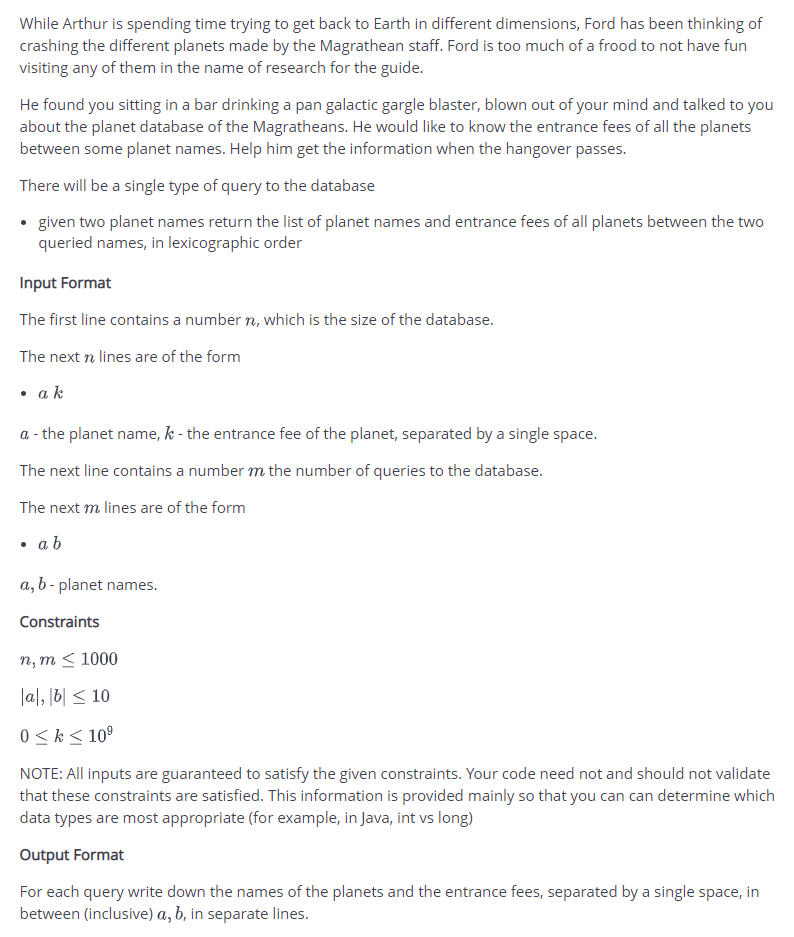 While Arthur is spending time trying to get back to Earth in different dimensions, Ford has been thinking of
crashing the different planets made by the Magrathean staff. Ford is too much of a frood to not have fun
visiting any of them in the name of research for the guide.
He found you sitting in a bar drinking a pan galactic gargle blaster, blown out of your mind and talked to you
about the planet database of the Magratheans. He would like to know the entrance fees of all the planets
between some planet names. Help him get the information when the hangover passes.
There will be a single type of query to the database
• given two planet names return the list of planet names and entrance fees of all planets between the two
queried names, in lexicographic order
Input Format
The first line contains a number n, which is the size of the database.
The next n lines are of the form
• a k
a - the planet name, k - the entrance fee of the planet, separated by a single space.
The next line contains a number m the number of queries to the database.
The next m lines are of the form
• a b
a, b - planet names.
Constraints
n, m ≤ 1000
|a|, |b| ≤ 10
0 ≤ k ≤ 10⁹
NOTE: All inputs are guaranteed to satisfy the given constraints. Your code need not and should not validate
that these constraints are satisfied. This information is provided mainly so that you can can determine which
data types are most appropriate (for example, in Java, int vs long)
Output Format
For each query write down the names of the planets and the entrance fees, separated by a single space, in
between (inclusive) a, b, in separate lines.